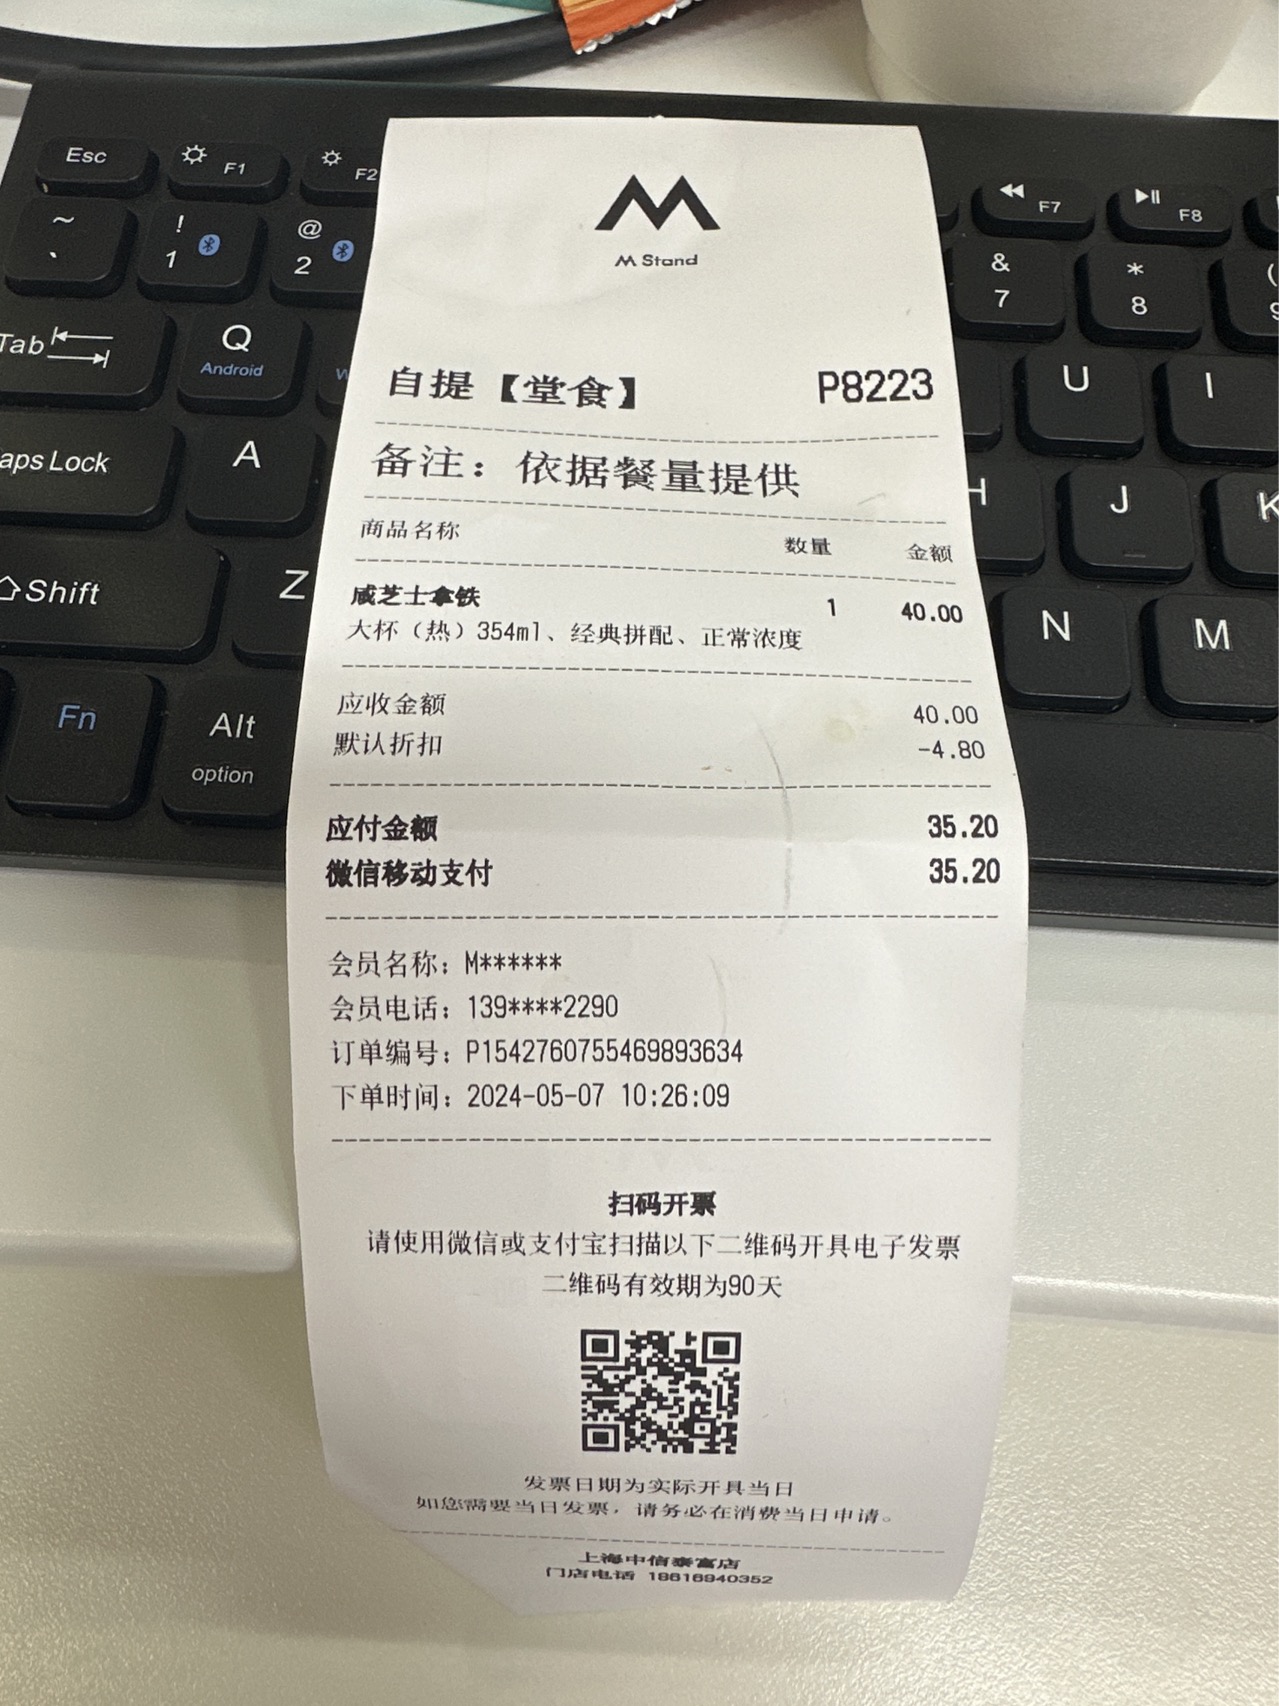 Esc
F1
F2
F7
F8
~
`
!
1
@
2
&
7
*
8
(
9
Tab
Q
Android
W
U
I
aps Lock
A
H
J
K
Shift
Z
N
M
Fn
Alt
option
M Stand
自提【堂食】 P8223
备注：依据餐量提供
商品名称 数量 金额
咸芝士拿铁 1 40.00
大杯（热）354ml、经典拼配、正常浓度
应收金额 40.00
默认折扣 -4.80
应付金额 35.20
微信移动支付 35.20
会员名称：M******
会员电话：139****2290
订单编号：P1542760755469893634
下单时间：2024-05-07 10:26:09
扫码开票
请使用微信或支付宝扫描以下二维码开具电子发票
二维码有效期为90天
发票日期为实际开具当日
如您需要当日发票，请务必在消费当日申请。
上海中信泰富店
门店电话 18616940352